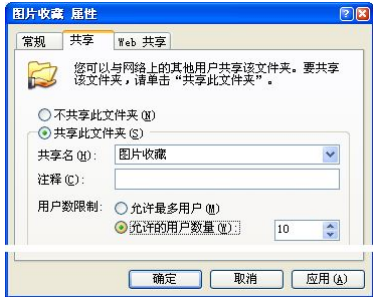 图片收藏 属性
常规 共享 Web 共享
您可以与网络上的其他用户共享该文件夹。要共享
该文件夹，请单击“共享此文件夹”。
不共享此文件夹(N)
共享此文件夹(S)
共享名(H)： 图片收藏
注释(C)：
用户数限制： 允许最多用户(M)
允许的用户数量(W)： 10
确定 取消 应用(A)